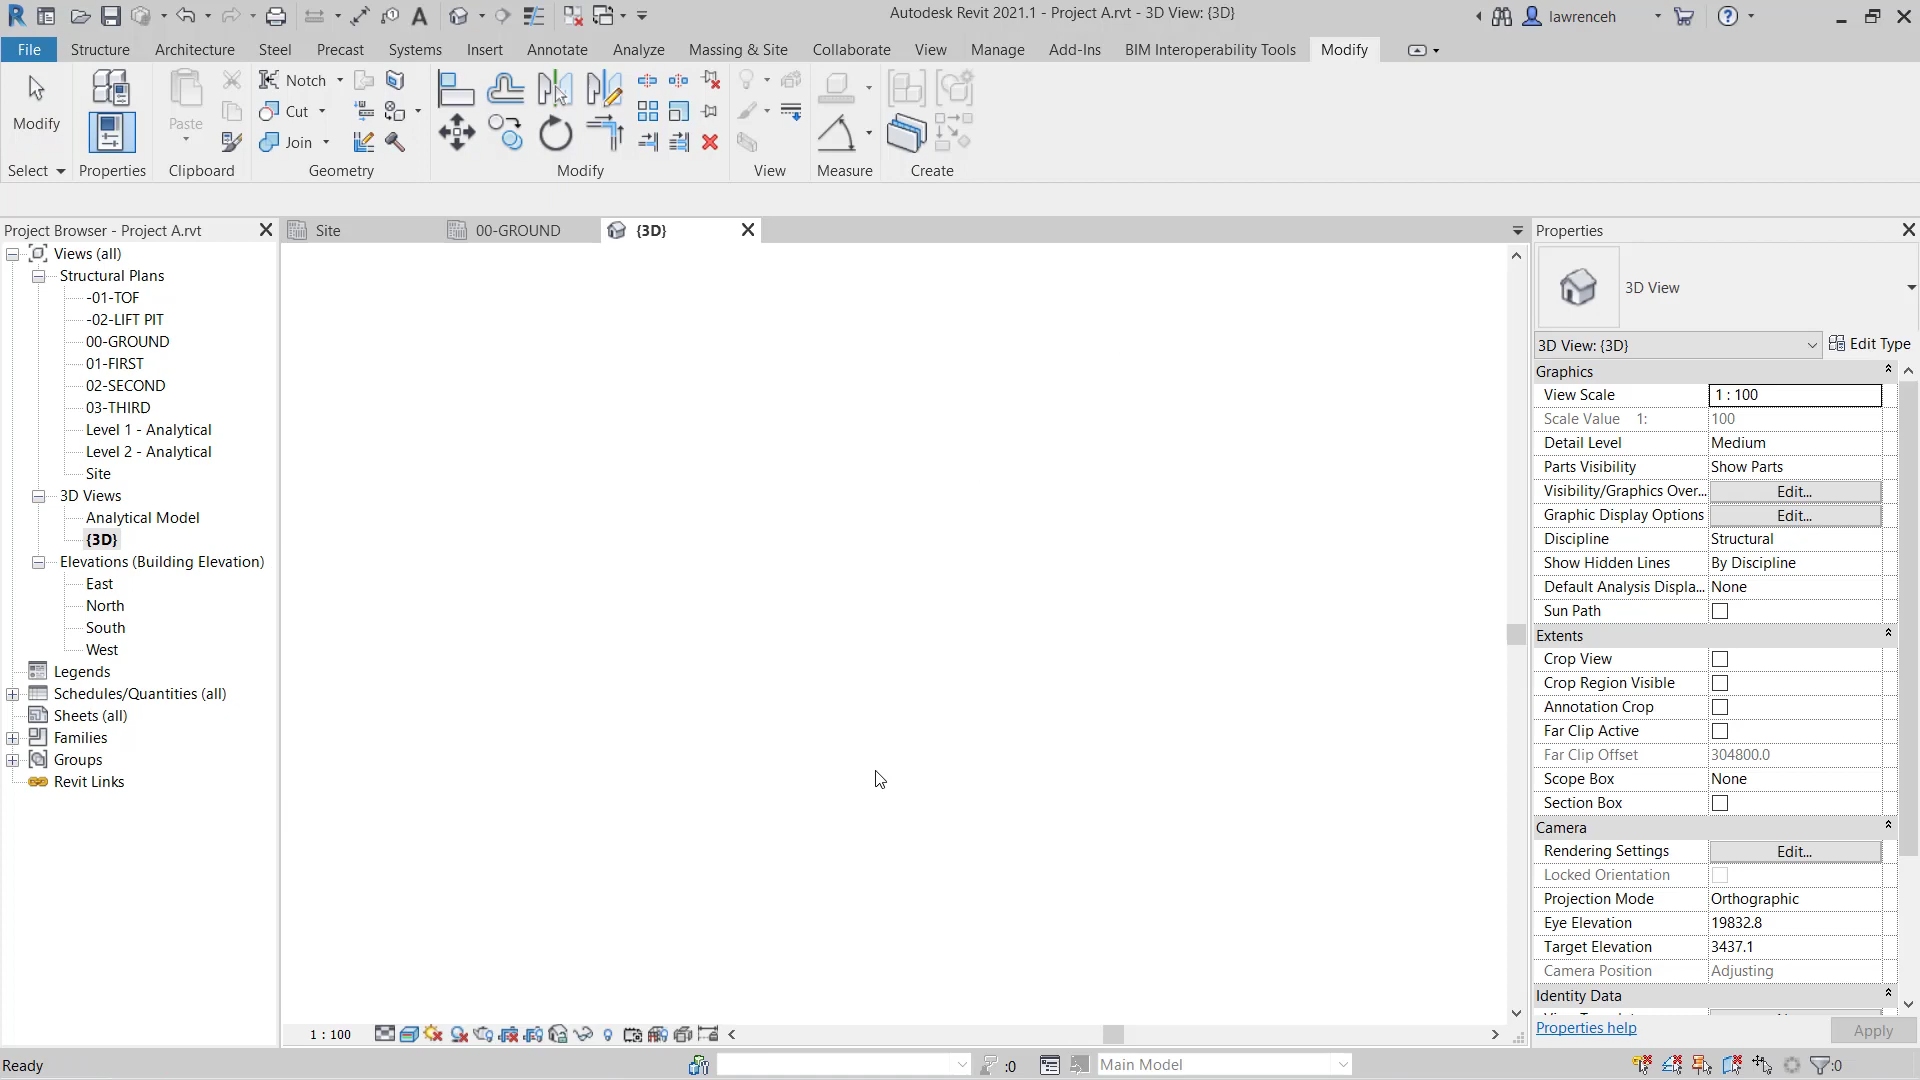 Autodesk Revit 2021.1 - Project A.rvt - 3D View: {3D}
lawrenceh
File Structure Architecture Steel Precast Systems Insert Annotate Analyze Massing & Site Collaborate View Manage Add-Ins BIM Interoperability Tools Modify
Modify
Paste
Notch
Cut
Join
Select Properties Clipboard Geometry Modify View Measure Create
Project Browser - Project A.rvt
Views (all)
Structural Plans
-01-TOF
-02-LIFT PIT
00-GROUND
01-FIRST
02-SECOND
03-THIRD
Level 1 - Analytical
Level 2 - Analytical
Site
3D Views
Analytical Model
{3D}
Elevations (Building Elevation)
East
North
South
West
Legends
Schedules/Quantities (all)
Sheets (all)
Families
Groups
Revit Links
Site 00-GROUND {3D}
1 : 100
Properties
3D View
3D View: {3D} Edit Type
Graphics
View Scale 1 : 100
Scale Value 1: 100
Detail Level Medium
Parts Visibility Show Parts
Visibility/Graphics Over... Edit...
Graphic Display Options Edit...
Discipline Structural
Show Hidden Lines By Discipline
Default Analysis Displa... None
Sun Path
Extents
Crop View
Crop Region Visible
Annotation Crop
Far Clip Active
Far Clip Offset 304800.0
Scope Box None
Section Box
Camera
Rendering Settings Edit...
Locked Orientation
Projection Mode Orthographic
Eye Elevation 19832.8
Target Elevation 3437.1
Camera Position Adjusting
Identity Data
Properties help Apply
Ready :0 Main Model :0